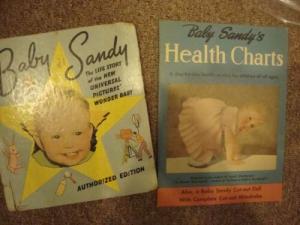 Baby Sandy
The LIFE STORY
of the NEW
UNIVERSAL
PICTURES'
WONDER BABY
AUTHORIZED EDITION
Baby Sandy's
Health Charts
Also, a Baby Sandy Cut-out Doll
With Complete Cut-out Wardrobe